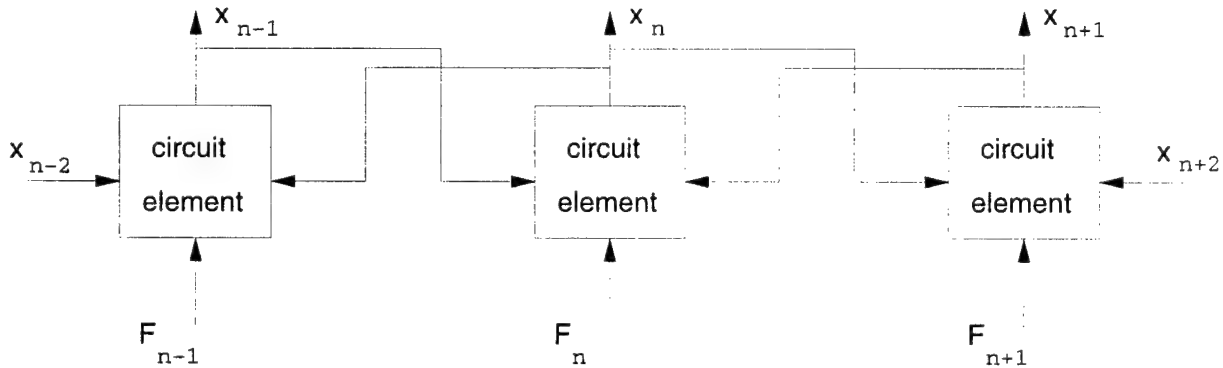 x n-1
x n
x n+1
circuit
element
circuit
element
circuit
element
x n-2
x n+2
F n-1
F n
F n+1